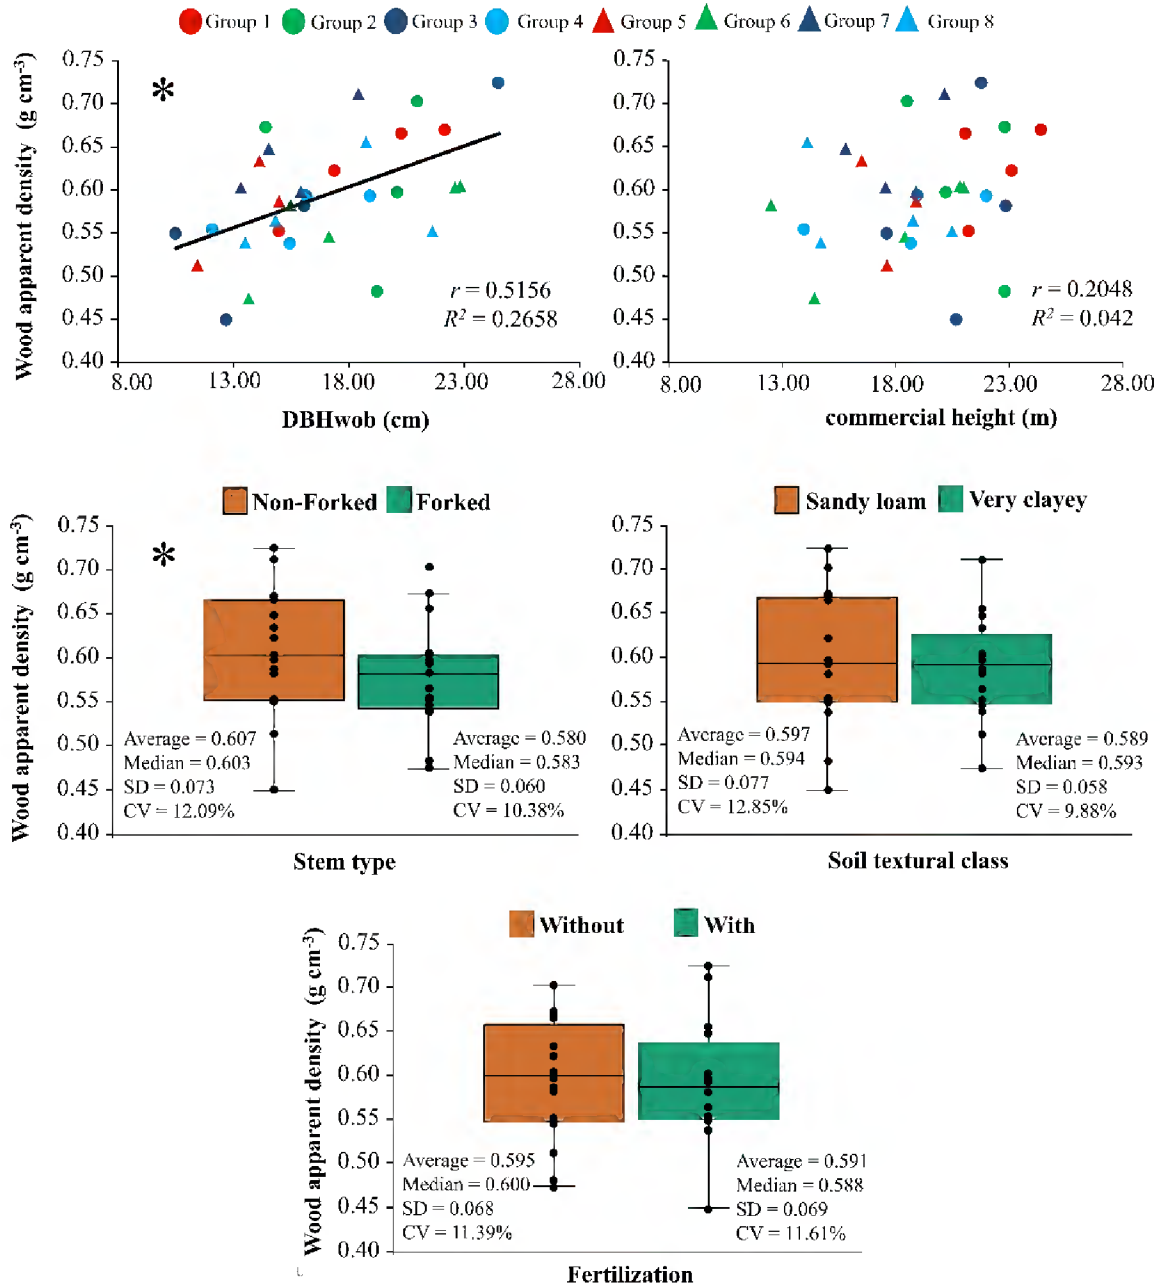 Group 1 Group 2 Group 3 Group 4 Group 5 Group 6 Group 7 Group 8
Wood apparent density (g cm-3)
0.75
0.70
0.65
0.60
0.55
0.50
0.45
0.40
*
r = 0.5156
R2 = 0.2658
8.00 13.00 18.00 23.00 28.00
DBHwob (cm)
0.75
0.70
0.65
0.60
0.55
0.50
0.45
0.40
r = 0.2048
R2 = 0.042
8.00 13.00 18.00 23.00 28.00
commercial height (m)
Non-Forked Forked
Wood apparent density (g cm-3)
0.75
0.70
0.65
0.60
0.55
0.50
0.45
0.40
*
Average = 0.607
Median = 0.603
SD = 0.073
CV = 12.09%
Average = 0.580
Median = 0.583
SD = 0.060
CV = 10.38%
Stem type
Sandy loam Very clayey
0.75
0.70
0.65
0.60
0.55
0.50
0.45
0.40
Average = 0.597
Median = 0.594
SD = 0.077
CV = 12.85%
Average = 0.589
Median = 0.593
SD = 0.058
CV = 9.88%
Soil textural class
Without With
Wood apparent density (g cm-3)
0.75
0.70
0.65
0.60
0.55
0.50
0.45
0.40
Average = 0.595
Median = 0.600
SD = 0.068
CV = 11.39%
Average = 0.591
Median = 0.588
SD = 0.069
CV = 11.61%
Fertilization